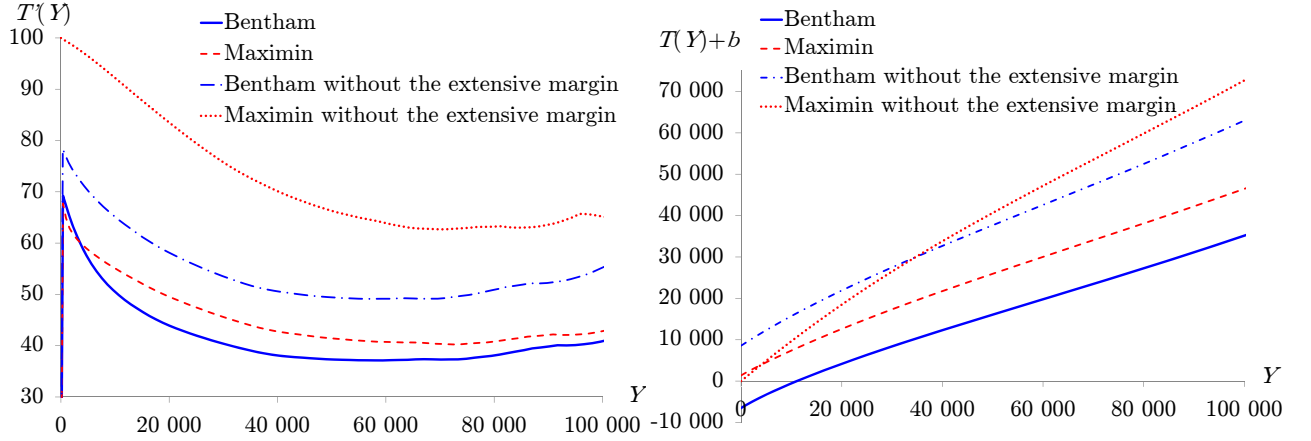 T'(Y)
Bentham
Maximin
Bentham without the extensive margin
Maximin without the extensive margin
100
90
80
70
60
50
40
30
Y
0 20 000 40 000 60 000 80 000 100 000
T(Y)+b
Bentham
Maximin
Bentham without the extensive margin
Maximin without the extensive margin
70 000
60 000
50 000
40 000
30 000
20 000
10 000
0
-10 000
Y
0 20 000 40 000 60 000 80 000 100 000